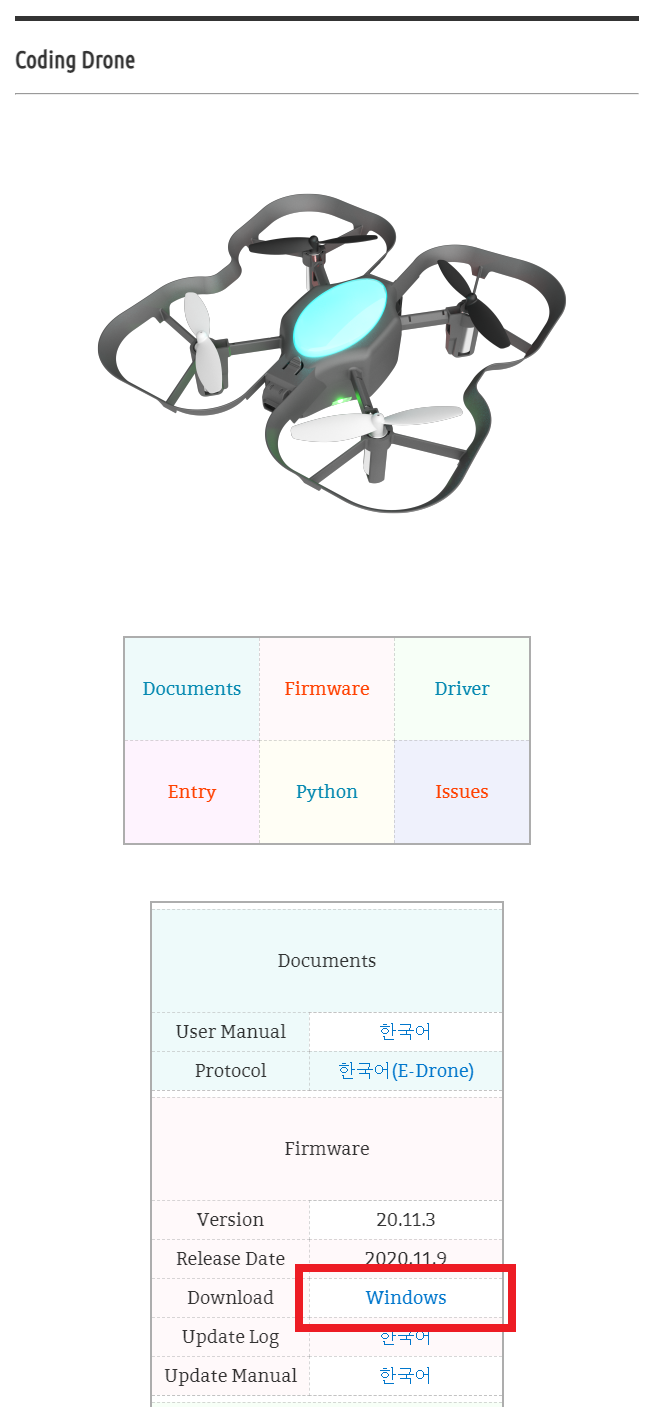 Coding Drone
Documents Firmware Driver
Entry Python Issues
Documents
User Manual 한국어
Protocol 한국어(E-Drone)
Firmware
Version 20.11.3
Release Date 2020.11.9
Download Windows
Update Log 한국어
Update Manual 한국어